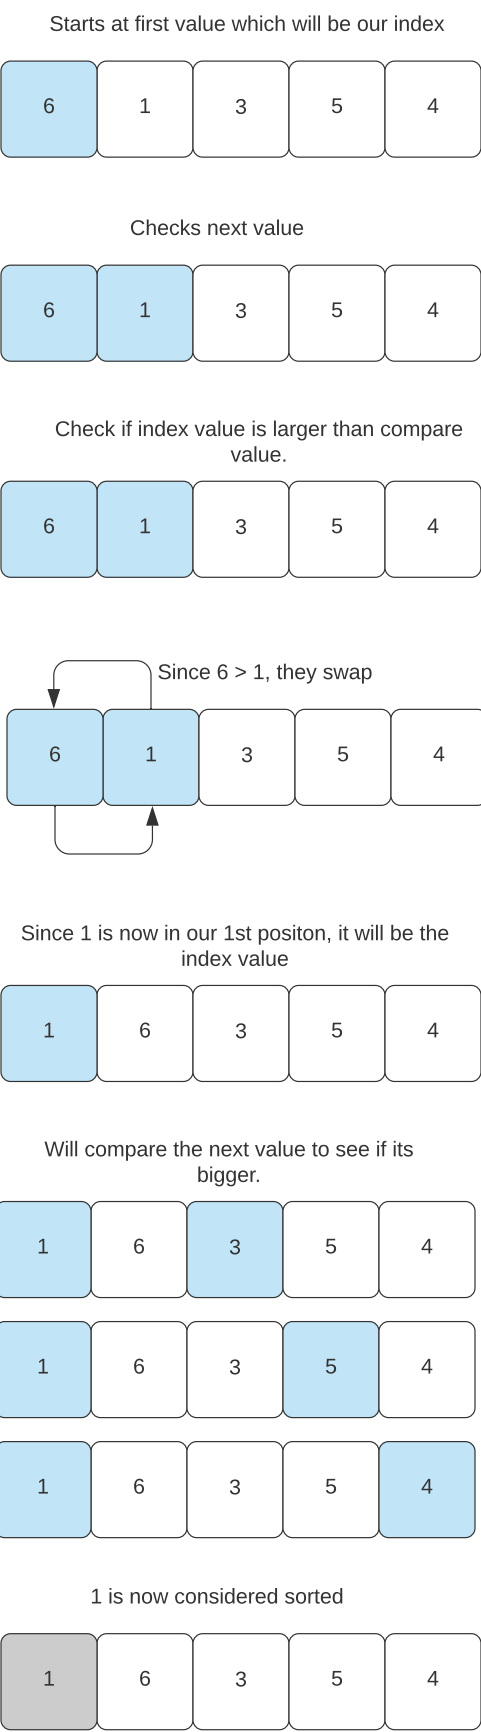 Starts at first value which will be our index
6 1 3 5 4
Checks next value
6 1 3 5 4
Check if index value is larger than compare
value.
6 1 3 5 4
Since 6 > 1, they swap
6 1 3 5 4
Since 1 is now in our 1st positon, it will be the
index value
1 6 3 5 4
Will compare the next value to see if its
bigger.
1 6 3 5 4
1 6 3 5 4
1 6 3 5 4
1 is now considered sorted
1 6 3 5 4